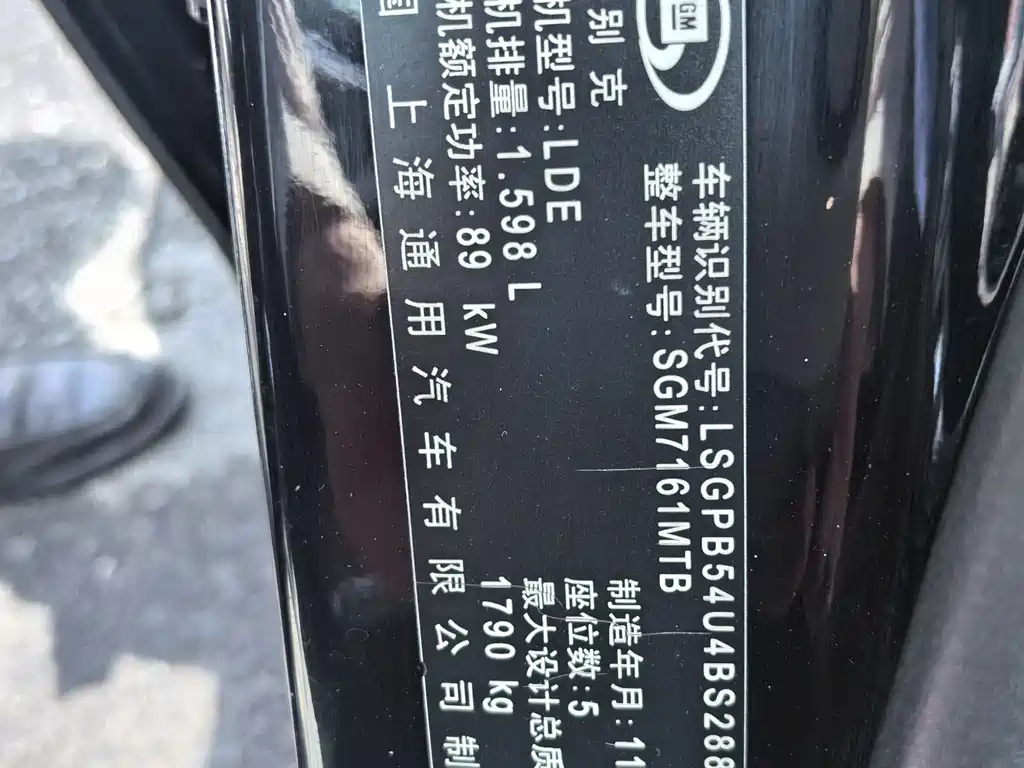 GM
车辆识别代号:LSGPB54U4BS288
整车型号:SGM7161MTB
别克
制造年月:11
机型号:LDE
座位数:5
机排量:1.598 L
最大设计总质
机额定功率:89 kW
1790 kg
国 上海通用汽车有限公司 制